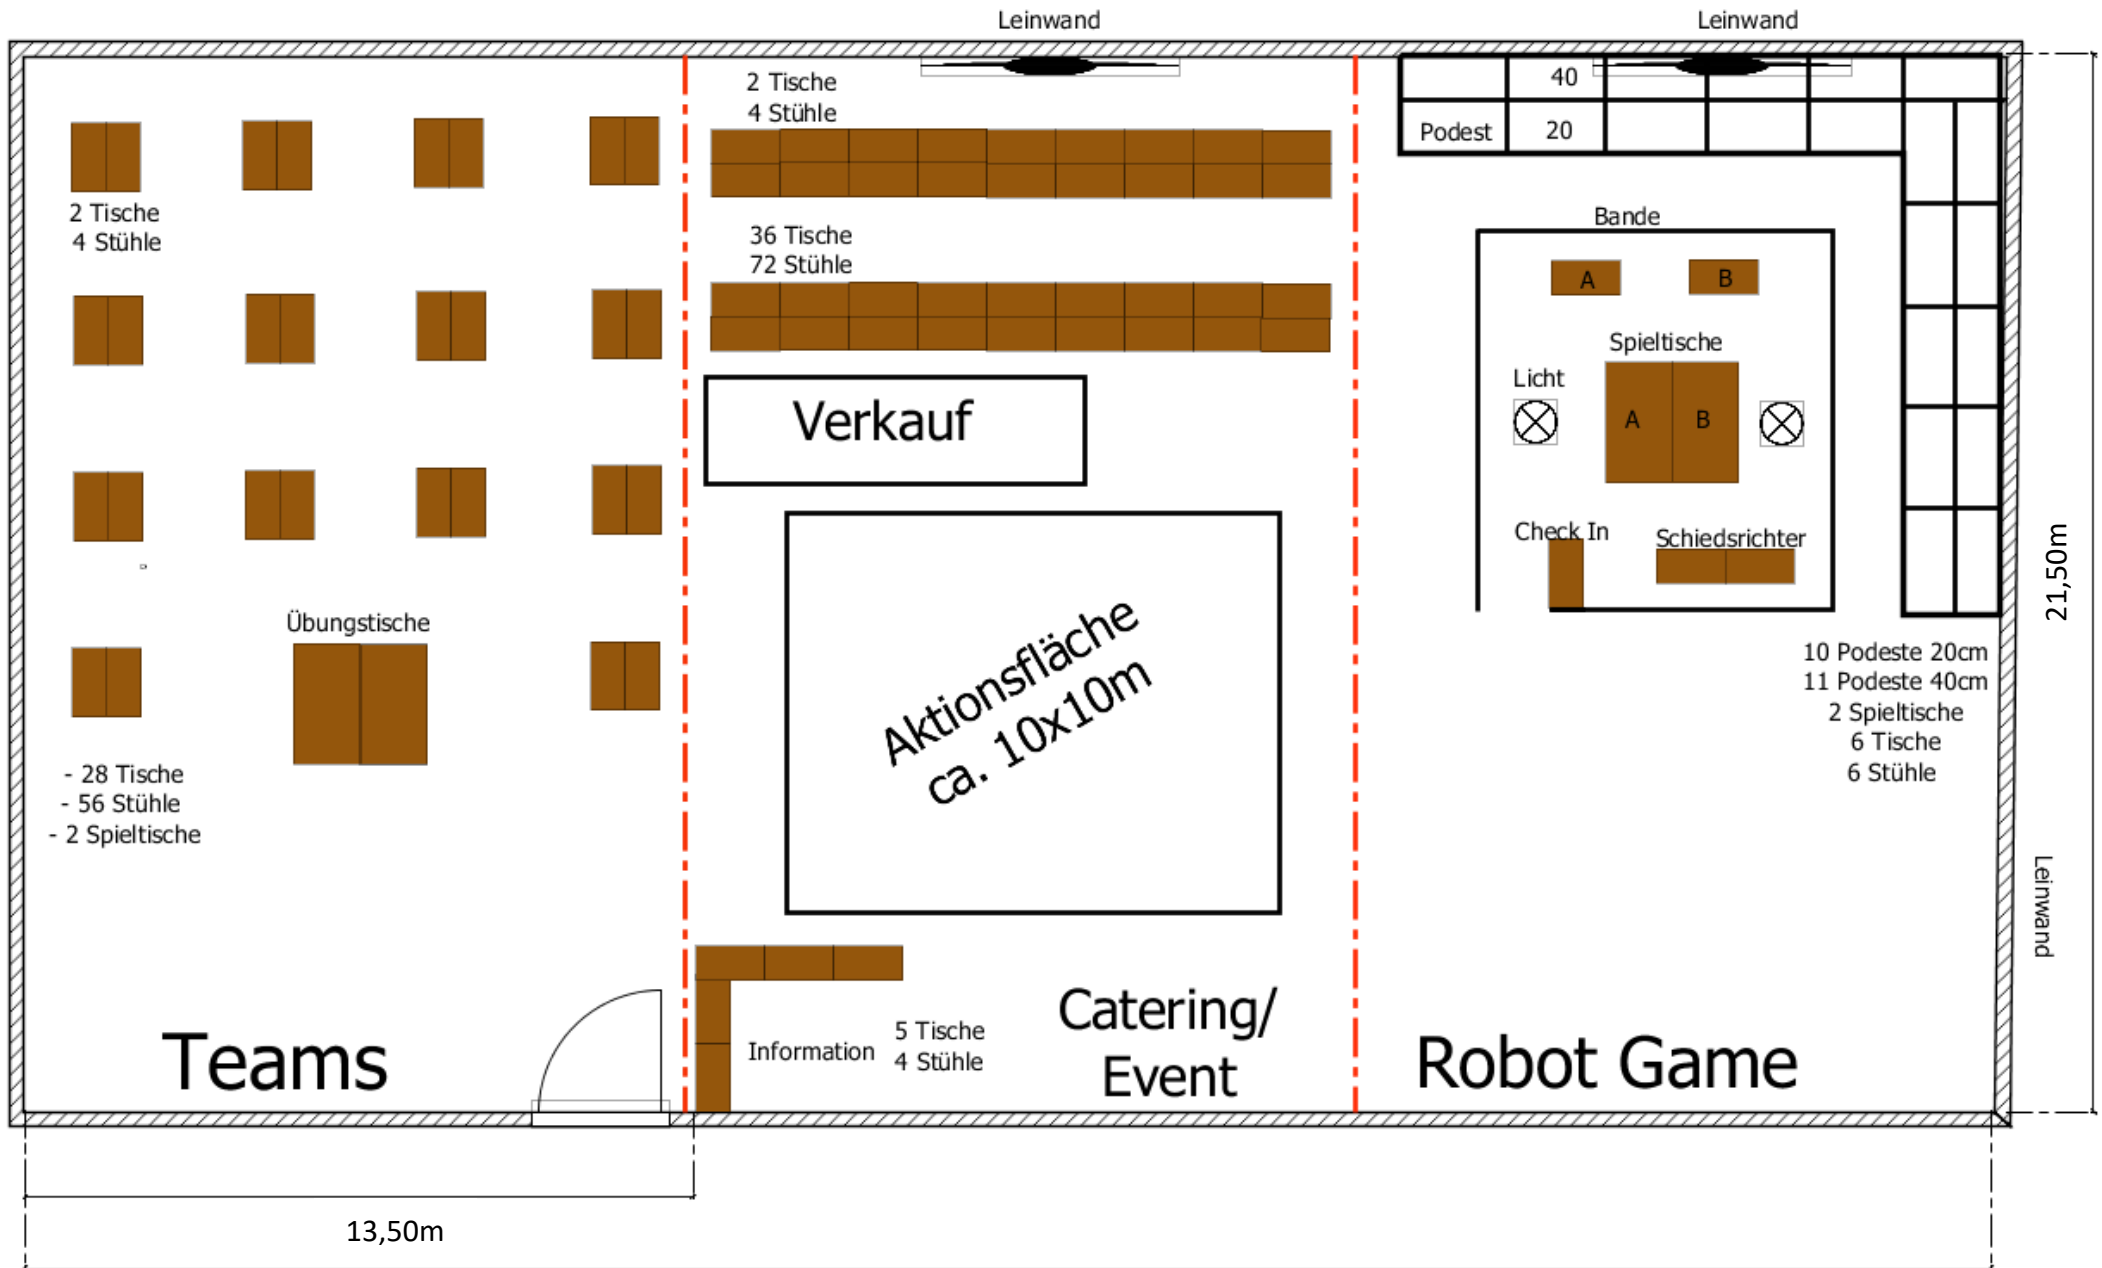 Leinwand
Leinwand
2 Tische
4 Stühle
40
Podest
20
2 Tische
4 Stühle
36 Tische
72 Stühle
Bande
A
B
Spieltische
Licht
A
B
Verkauf
Check In
Schiedsrichter
21,50m
Übungstische
Aktionsfläche
ca. 10x10m
10 Podeste 20cm
11 Podeste 40cm
2 Spieltische
6 Tische
6 Stühle
- 28 Tische
- 56 Stühle
- 2 Spieltische
Leinwand
Teams
Information
5 Tische
4 Stühle
Catering/
Event
Robot Game
13,50m